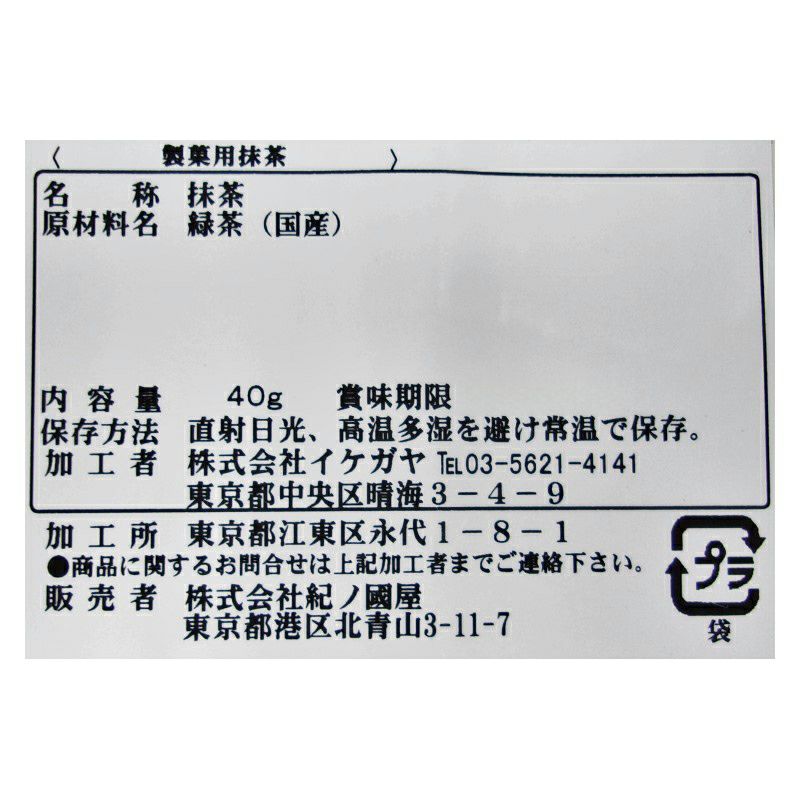 〈 製菓用抹茶 〉
名称 抹茶
原材料名 緑茶（国産）
内容量 40g 賞味期限
保存方法 直射日光、高温多湿を避け常温で保存。
加工者 株式会社イケガヤ ℡03-5621-4141
東京都中央区晴海3－4－9
加工所 東京都江東区永代1－8－1
●商品に関するお問合せは上記加工者までご連絡下さい。
販売者 株式会社紀ノ國屋
東京都港区北青山3-11-7
プラ
袋